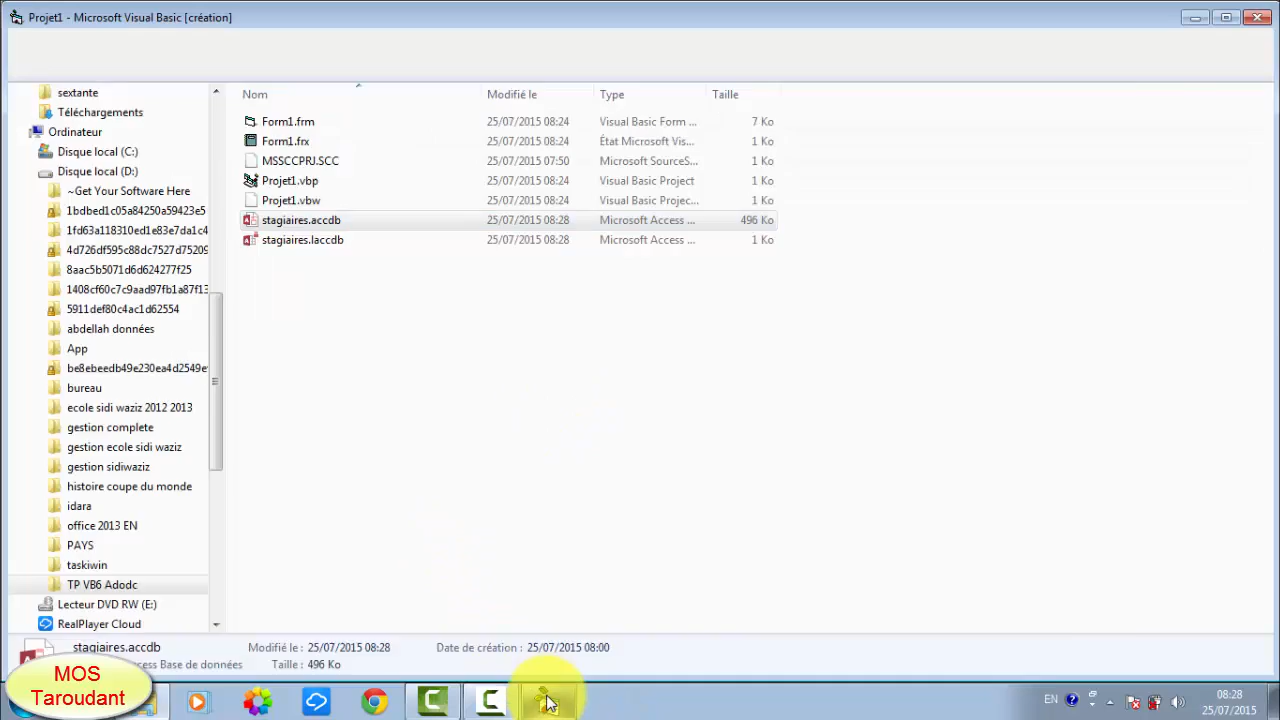 Projet1 - Microsoft Visual Basic [création]
Nom Modifié le Type Taille
sextante
Téléchargements
Ordinateur
Disque local (C:)
Disque local (D:)
~Get Your Software Here
1bdbed1c05a84250a59423e5
1fd63a118310ed1e83e7da1c4
4d726df595c88dc7527d75209
8aac5b5071d6d624277f25
1408cf60c7c9aad97fb1a87f13
5911def80c4ac1d62554
abdellah données
App
be8ebeedb49e230ea4d2549e
bureau
ecole sidi waziz 2012 2013
gestion complete
gestion ecole sidi waziz
gestion sidiwaziz
histoire coupe du monde
idara
office 2013 EN
PAYS
taskiwin
TP VB6 Adodc
Lecteur DVD RW (E:)
RealPlayer Cloud
Form1.frm 25/07/2015 08:24 Visual Basic Form ... 7 Ko
Form1.frx 25/07/2015 08:24 État Microsoft Vis... 1 Ko
MSSCCPRJ.SCC 25/07/2015 07:50 Microsoft SourceS... 1 Ko
Projet1.vbp 25/07/2015 08:24 Visual Basic Project 1 Ko
Projet1.vbw 25/07/2015 08:24 Visual Basic Projec... 1 Ko
stagiaires.accdb 25/07/2015 08:28 Microsoft Access ... 496 Ko
stagiaires.laccdb 25/07/2015 08:28 Microsoft Access ... 1 Ko
stagiaires.accdb Modifié le : 25/07/2015 08:28 Date de création : 25/07/2015 08:00
Base de données Taille : 496 Ko
MOS
Taroudant
EN 08:28
25/07/2015